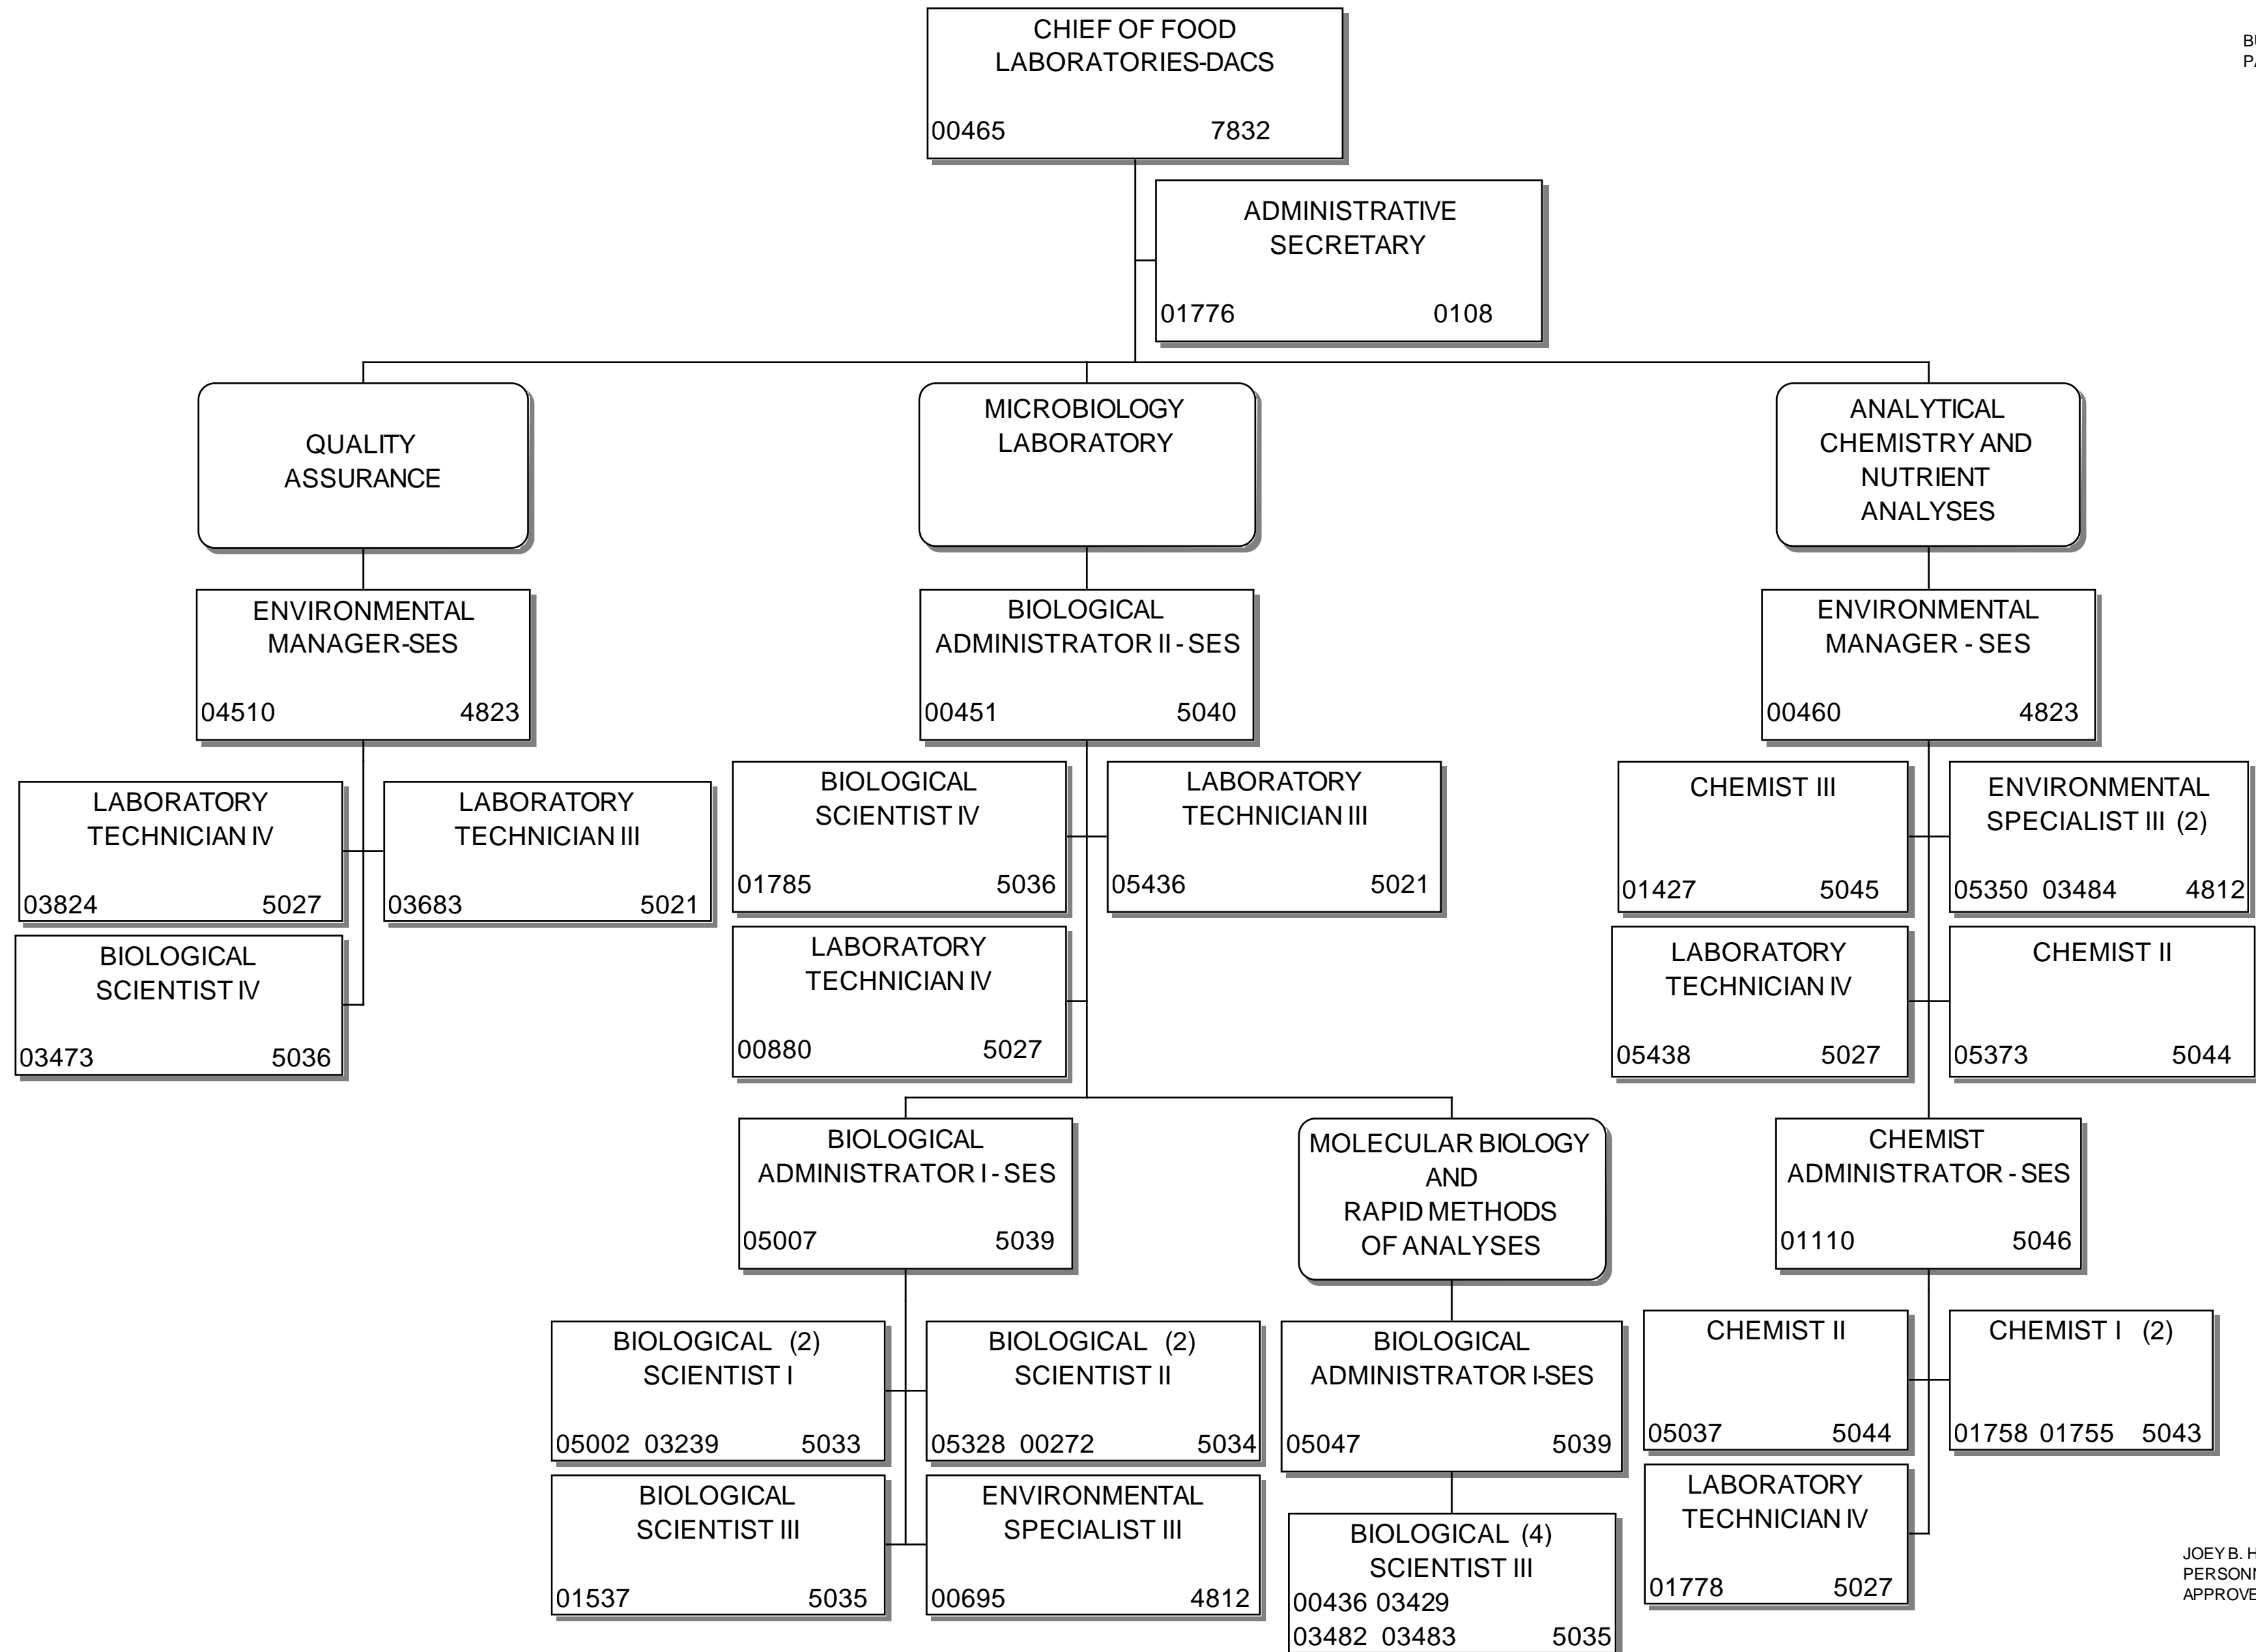 CHIEF OF FOOD
LABORATORIES-DACS
00465 7832
ADMINISTRATIVE
SECRETARY
01776 0108
QUALITY
ASSURANCE
MICROBIOLOGY
LABORATORY
ANALYTICAL
CHEMISTRY AND
NUTRIENT
ANALYSES
ENVIRONMENTAL
MANAGER-SES
04510 4823
BIOLOGICAL
ADMINISTRATOR II - SES
00451 5040
ENVIRONMENTAL
MANAGER - SES
00460 4823
LABORATORY
TECHNICIAN IV
03824 5027
LABORATORY
TECHNICIAN III
03683 5021
BIOLOGICAL
SCIENTIST IV
03473 5036
BIOLOGICAL
SCIENTIST IV
01785 5036
LABORATORY
TECHNICIAN III
05436 5021
LABORATORY
TECHNICIAN IV
00880 5027
CHEMIST III
01427 5045
ENVIRONMENTAL
SPECIALIST III (2)
05350 03484 4812
LABORATORY
TECHNICIAN IV
05438 5027
CHEMIST II
05373 5044
BIOLOGICAL
ADMINISTRATOR I - SES
05007 5039
MOLECULAR BIOLOGY
AND
RAPID METHODS
OF ANALYSES
CHEMIST
ADMINISTRATOR - SES
01110 5046
BIOLOGICAL (2)
SCIENTIST I
05002 03239 5033
BIOLOGICAL (2)
SCIENTIST II
05328 00272 5034
BIOLOGICAL
SCIENTIST III
01537 5035
ENVIRONMENTAL
SPECIALIST III
00695 4812
BIOLOGICAL
ADMINISTRATOR I-SES
05047 5039
BIOLOGICAL (4)
SCIENTIST III
00436 03429
03482 03483 5035
CHEMIST II
05037 5044
CHEMIST I (2)
01758 01755 5043
LABORATORY
TECHNICIAN IV
01778 5027
JOEY B.